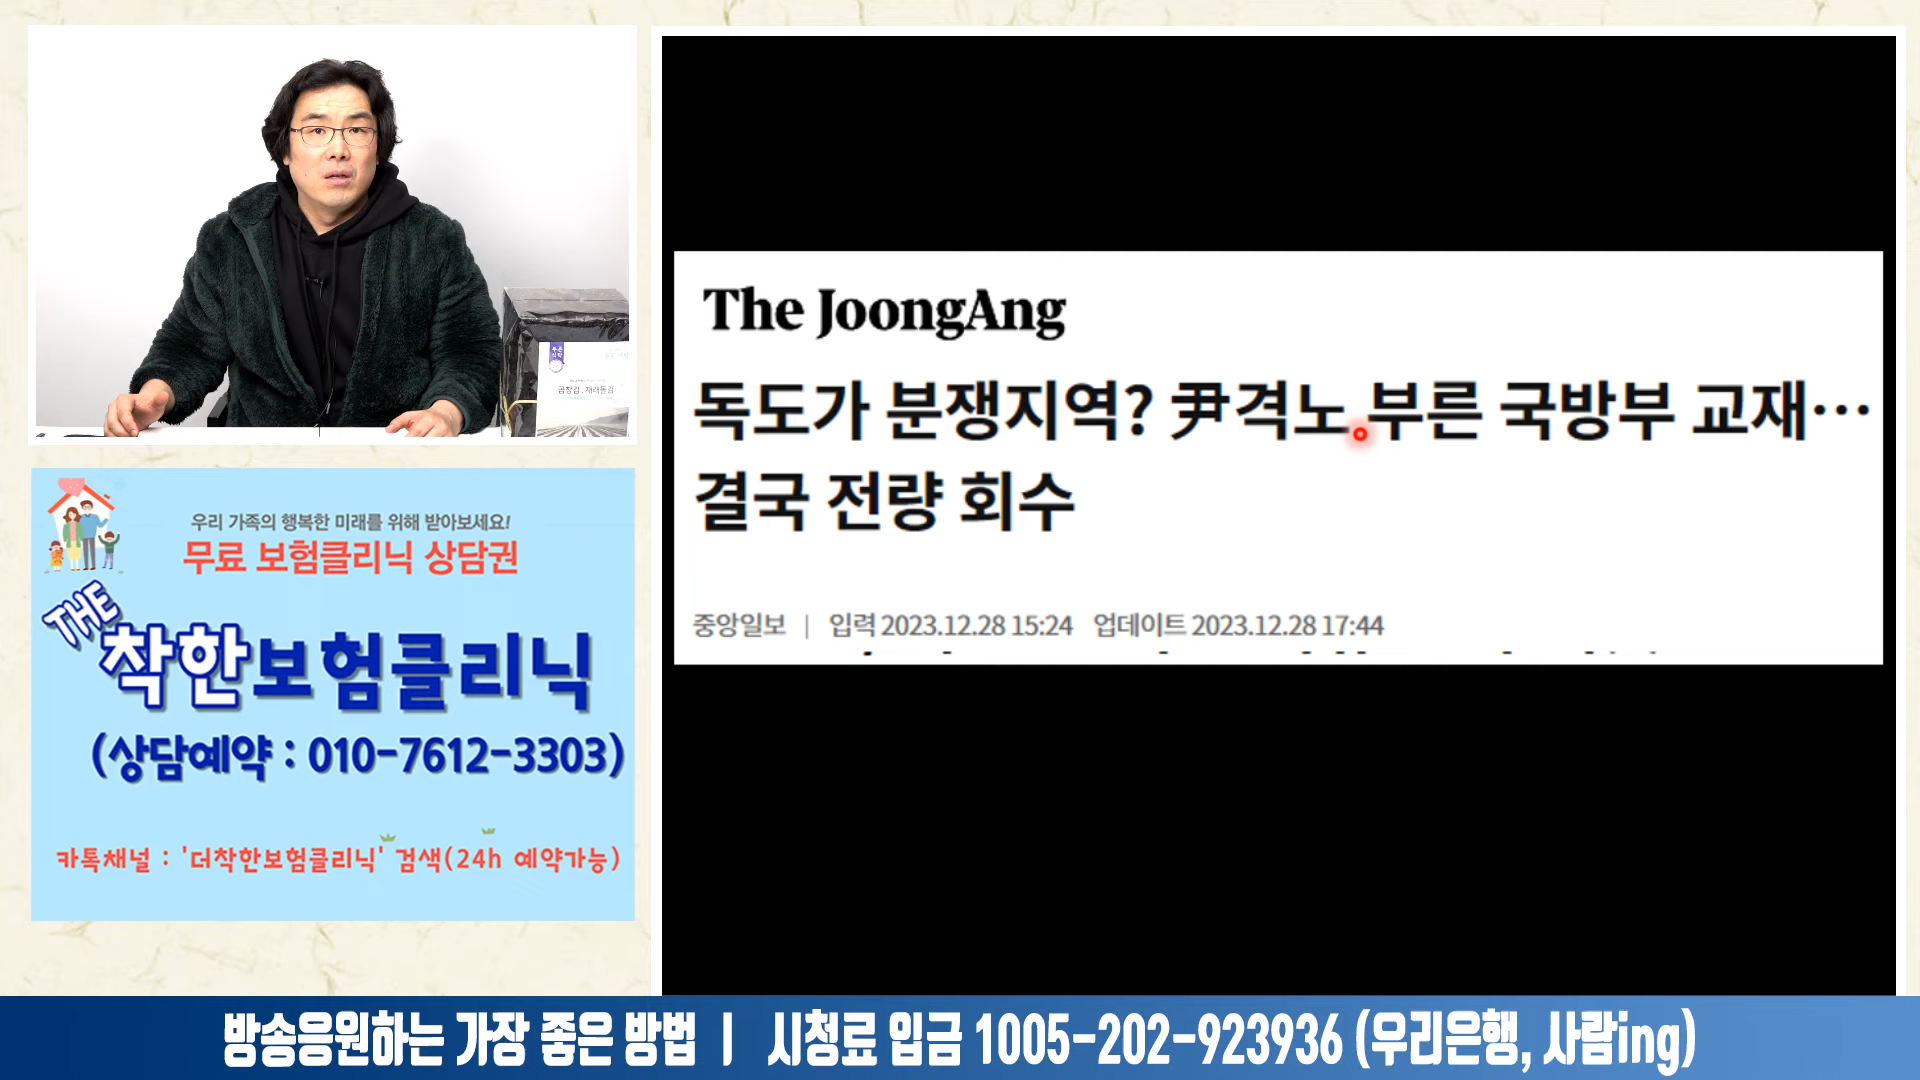 The JoongAng
독도가 분쟁지역? 尹격노 부른 국방부 교재…
결국 전량 회수
중앙일보 | 입력 2023.12.28 15:24 업데이트 2023.12.28 17:44
곱창김, 재래돌김
우리 가족의 행복한 미래를 위해 받아보세요!
무료 보험클리닉 상담권
THE
착한보험클리닉
(상담예약 : 010-7612-3303)
카톡채널 : '더착한보험클리닉' 검색(24h 예약가능)
방송응원하는 가장 좋은 방법 | 시청료 입금 1005-202-923936 (우리은행, 사람ing)